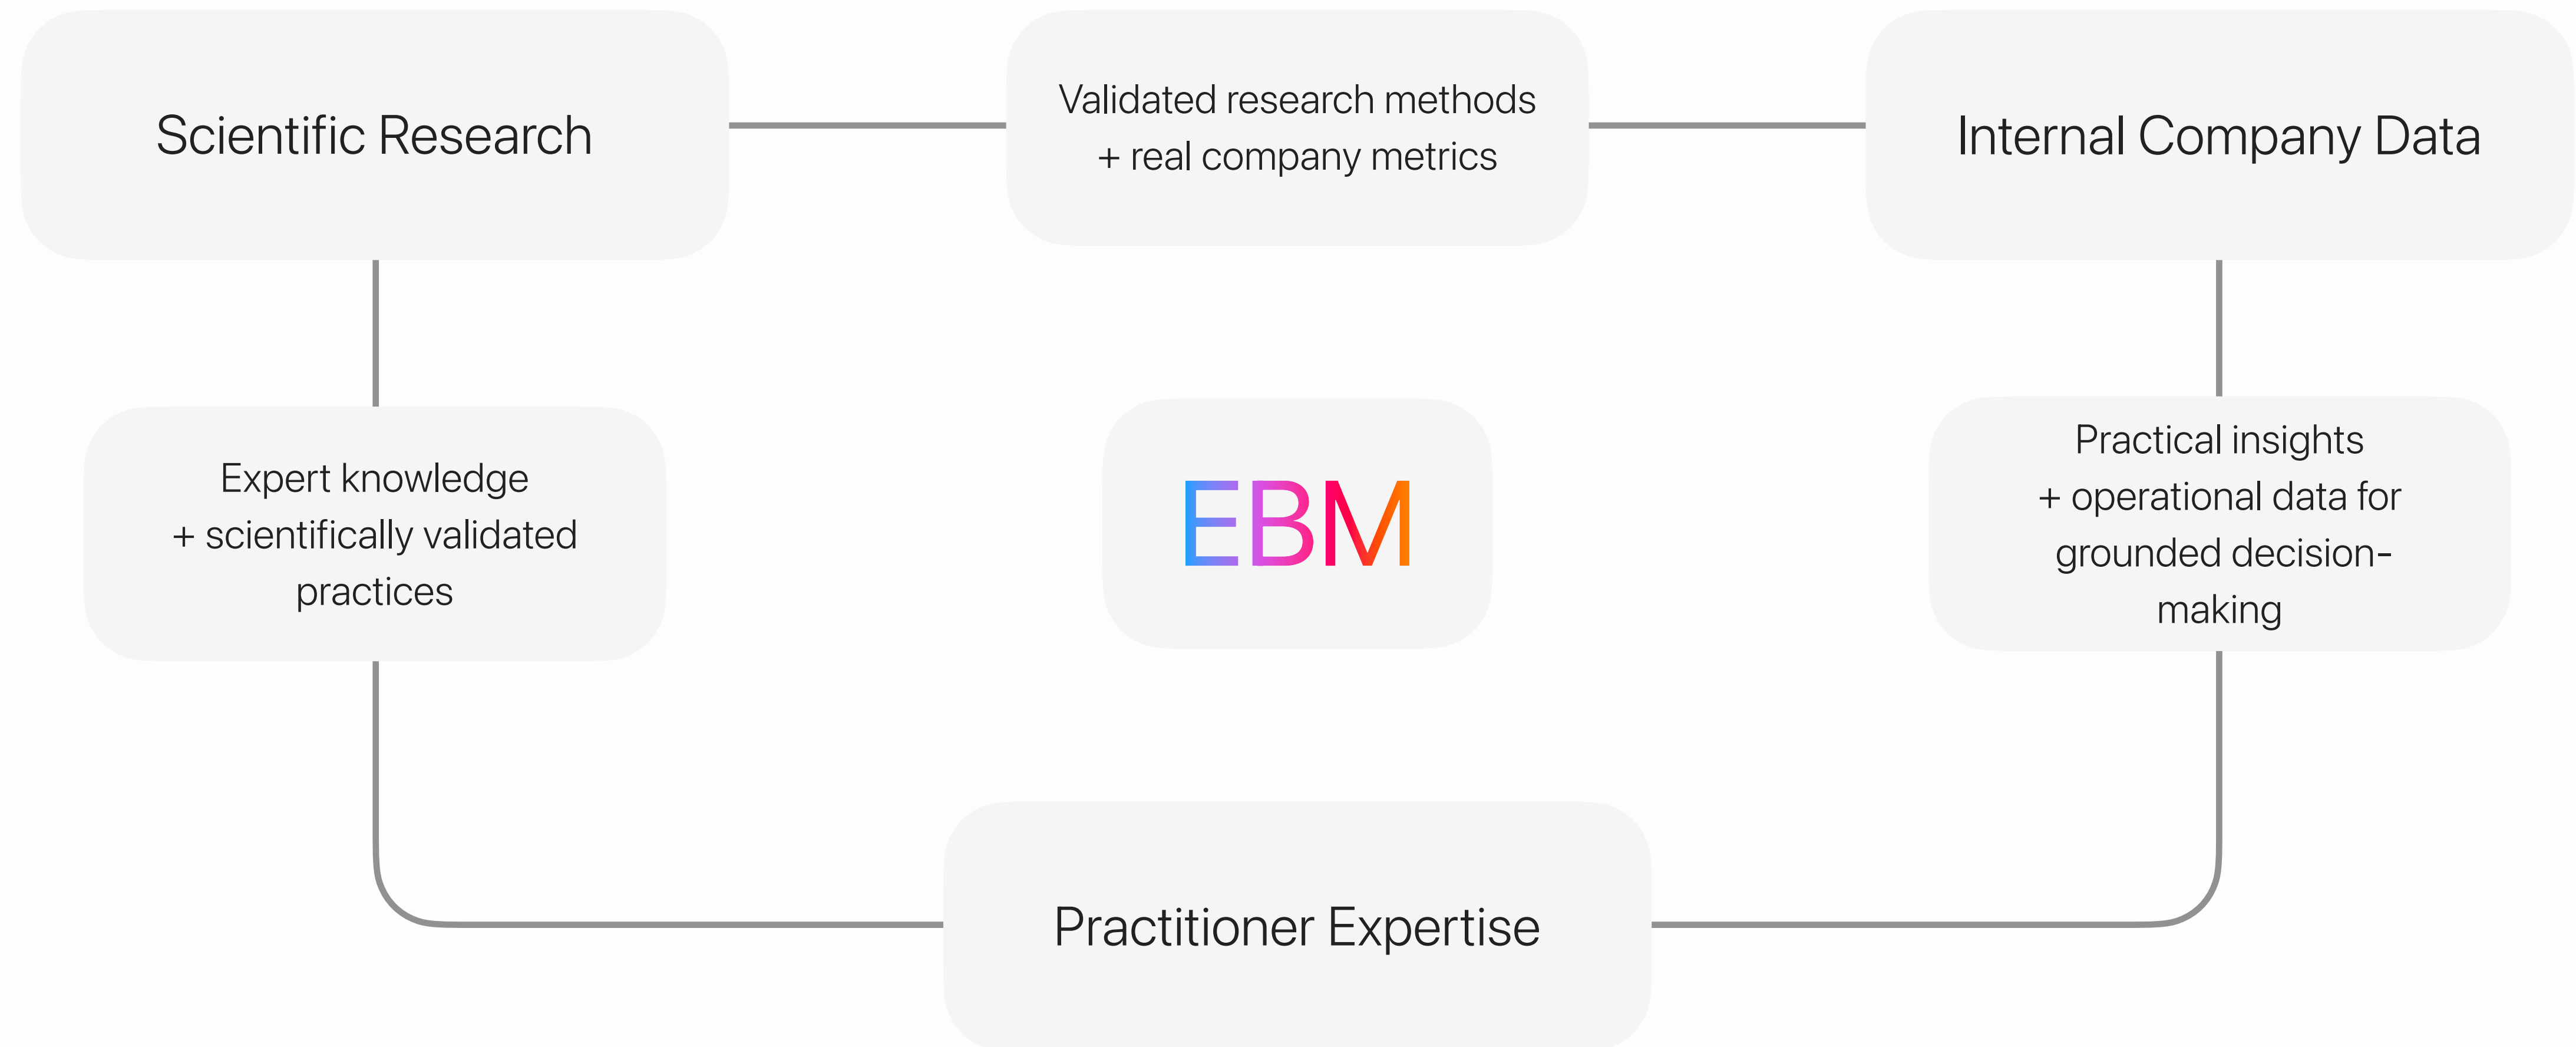 Scientific Research
Validated research methods
+ real company metrics
Internal Company Data
Expert knowledge
+ scientifically validated
practices
EBM
Practical insights
+ operational data for
grounded decision-
making
Practitioner Expertise